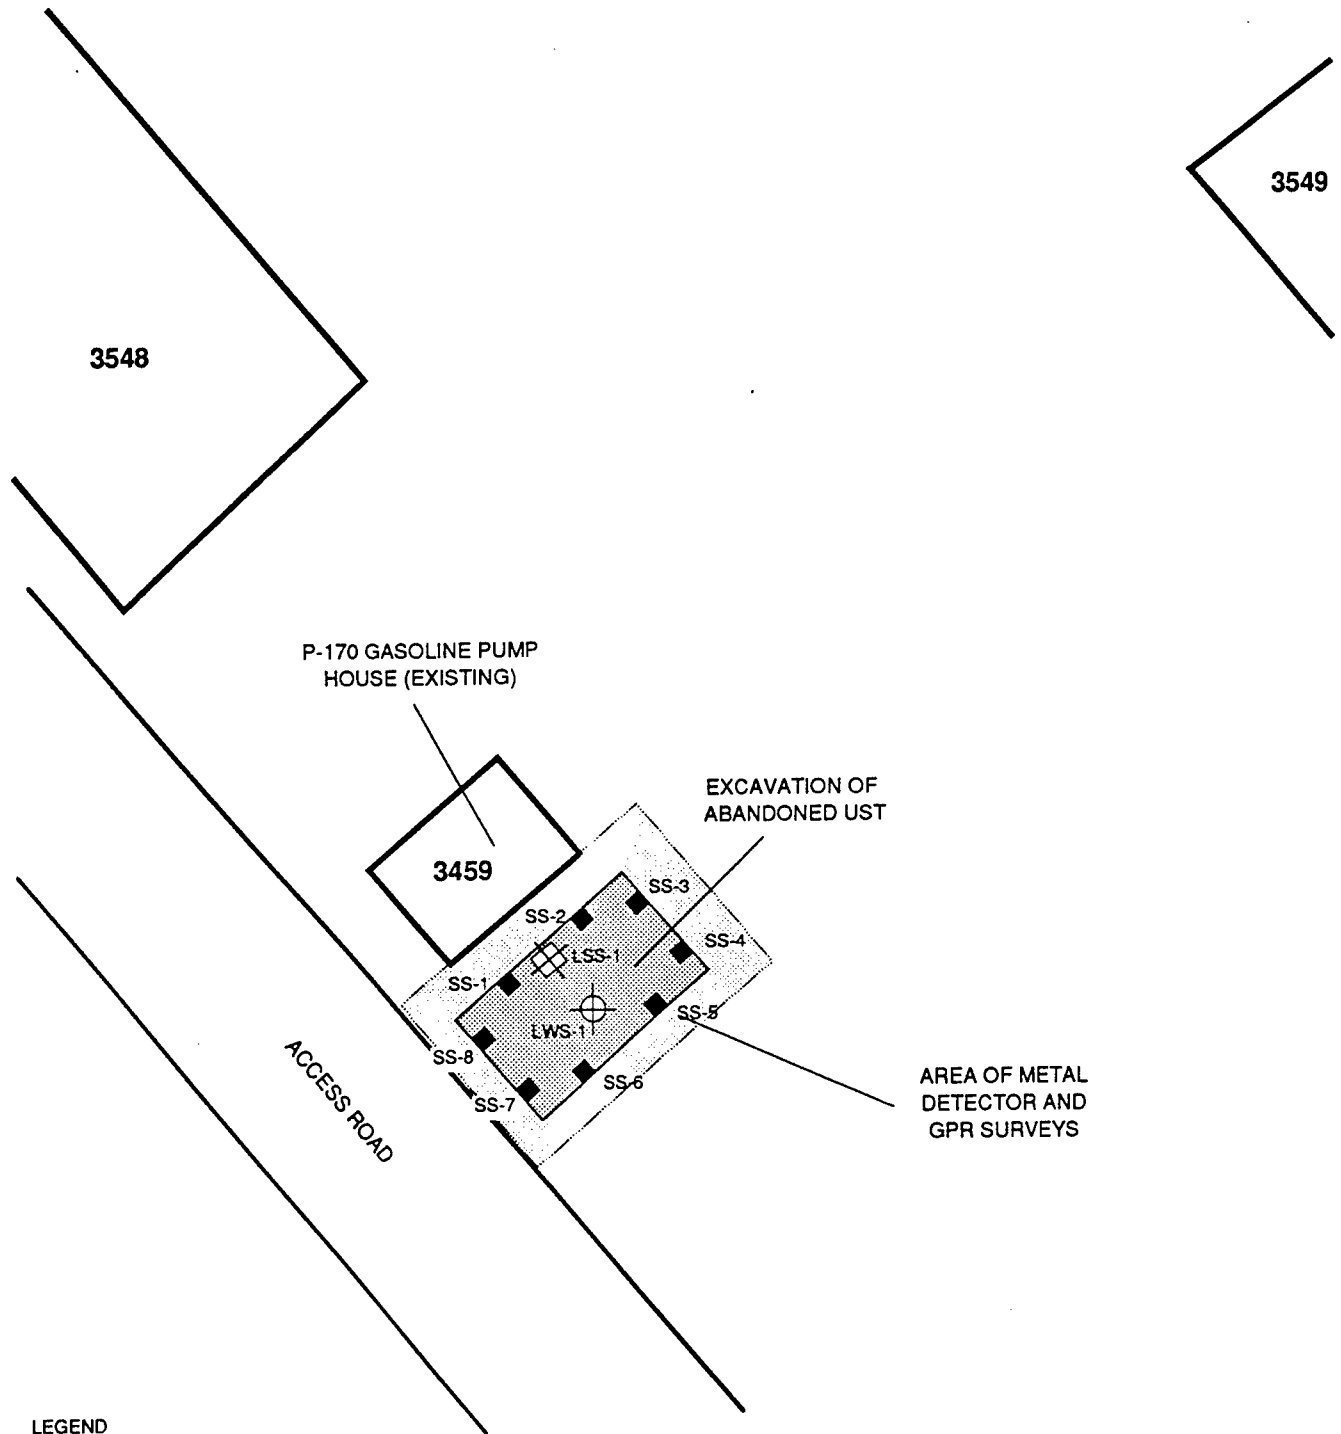 3549
3548
P-170 GASOLINE PUMP
HOUSE (EXISTING)
EXCAVATION OF
ABANDONED UST
3459
SS-3
SS-2
SS-4
LSS-1
SS-1
SS-5
LWS-1
SS-8
SS-6
SS-7
ACCESS ROAD
AREA OF METAL
DETECTOR AND
GPR SURVEYS
LEGEND